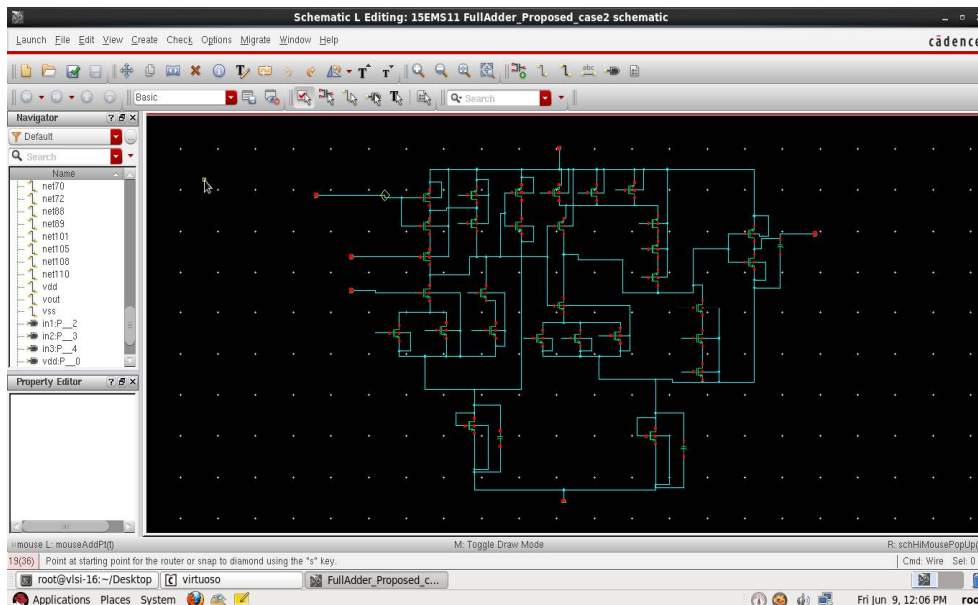 Schematic L Editing: 15EMS11 FullAdder_Proposed_case2 schematic
Launch File Edit View Create Check Options Migrate Window Help
cādence
Basic
Search
Navigator
Default
Search
Name
net70
net72
net88
net89
net101
net105
net108
net110
vdd
vout
vss
in1:P__2
in2:P__3
in3:P__4
vdd:P__0
Property Editor
mouse L: mouseAddPt(t)
M: Toggle Draw Mode
R: schHiMousePopUp(
19(36) Point at starting point for the router or snap to diamond using the "s" key.
Cmd: Wire Sel: 0
root@vlsi-16:~/Desktop
virtuoso
FullAdder_Proposed_c...
Applications Places System
Fri Jun 9, 12:06 PM roo